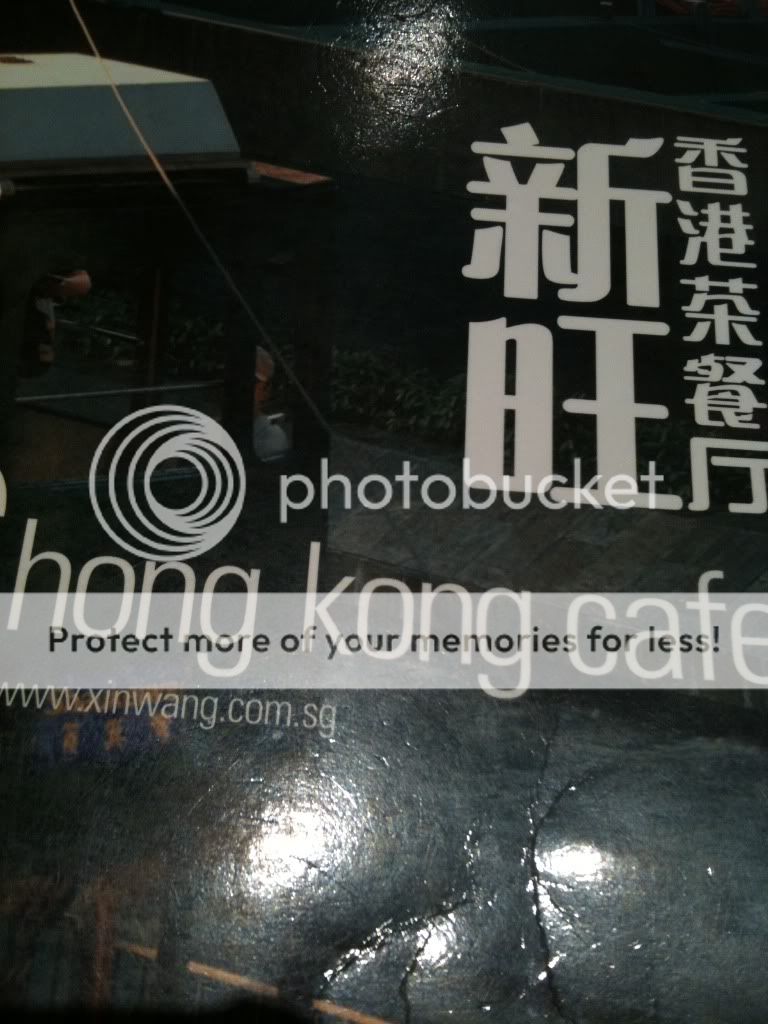 新旺
香港茶餐厅
photobucket
hong kong cafe
Protect more of your memories for less!
www.xinwang.com.sg